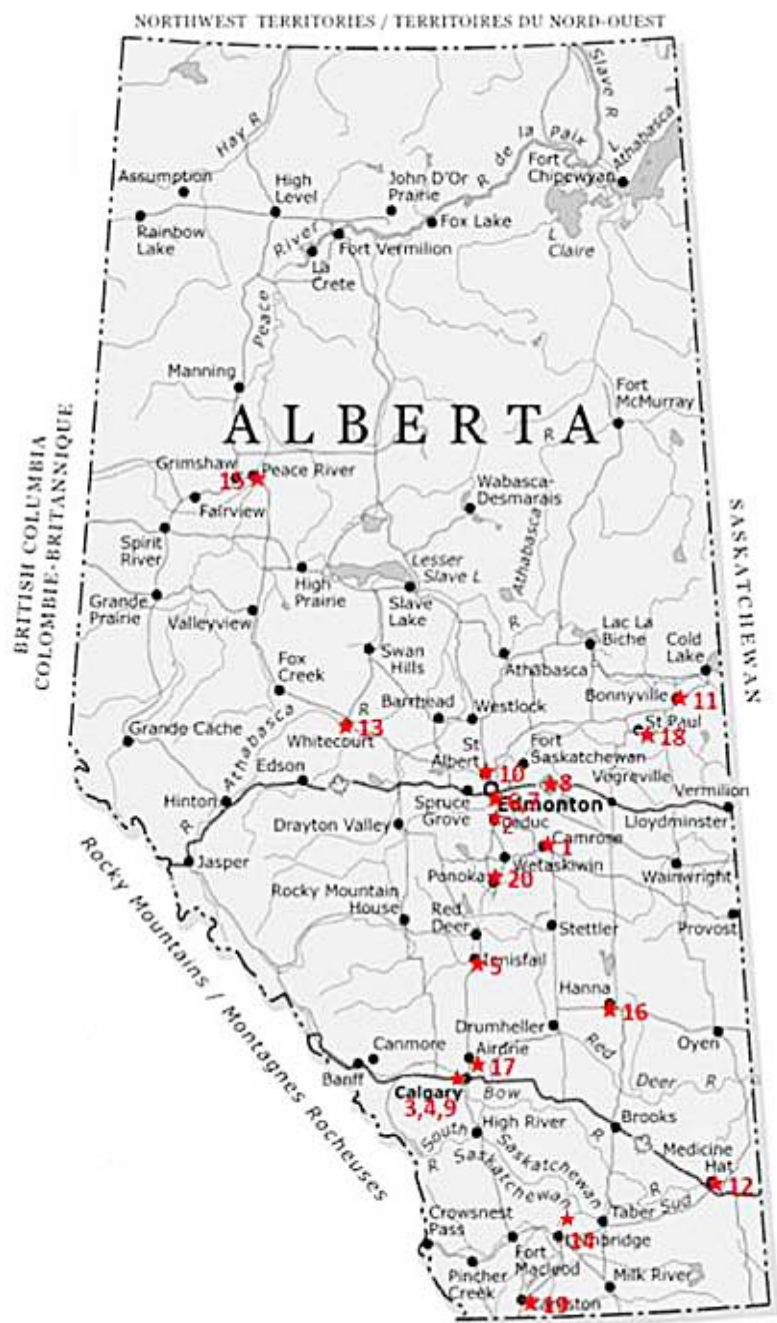 NORTHWEST TERRITORIES / TERRITOIRES DU NORD-OUEST
Slave R
Hay R
R de la Paix
L
Athabasca
Fort
Chipewyan
Assumption
High
Level
John D'Or
Prairie
Rainbow
Lake
River
Fort Vermilion
Fox Lake
L
Claire
La
Crete
Peace
Manning
Fort
McMurray
ALBERTA
R
BRITISH COLUMBIA
COLOMBIE-BRITANNIQUE
SASKATCHEWAN
Grimshaw
Peace River
15
Wabasca-
Desmarais
Fairview
Athabasca
Spirit
River
Lesser
Slave L
High
Prairie
Grande
Prairie
Slave
Lake
Valleyview
R
Lac La
Biche
Cold
Lake
Swan
Hills
Athabasca
Fox
Creek
Bonnyville
11
R
Barrhead
Westlock
13
St Paul
18
Grande Cache
Athabasca
Whitecourt
St
Albert
Fort
Saskatchewan
10
Edson
8
Vegreville
Vermilion
Hinton
Spruce
Grove
Edmonton
Lloydminster
R
Drayton Valley
2
Camrose
1
Jasper
Wetaskiwin
Wainwright
Panoka
20
Rocky Mountain
House
Red
Deer
Stettler
Provost
Rocky Mountains / Montagnes Rocheuses
Innisfail
5
Hanna
16
Drumheller
Oyen
Canmore
Airdrie
17
Red
Deer R
Banff
Calgary
3,4,9
Bow
Brooks
South
Saskatchewan
R
High River
R
Medicine
Hat
12
Saskatchewan
R
Sud
Taber
Crowsnest
Pass
14
Lethbridge
Fort
Macleod
Pincher
Creek
Milk River
19
Cardston